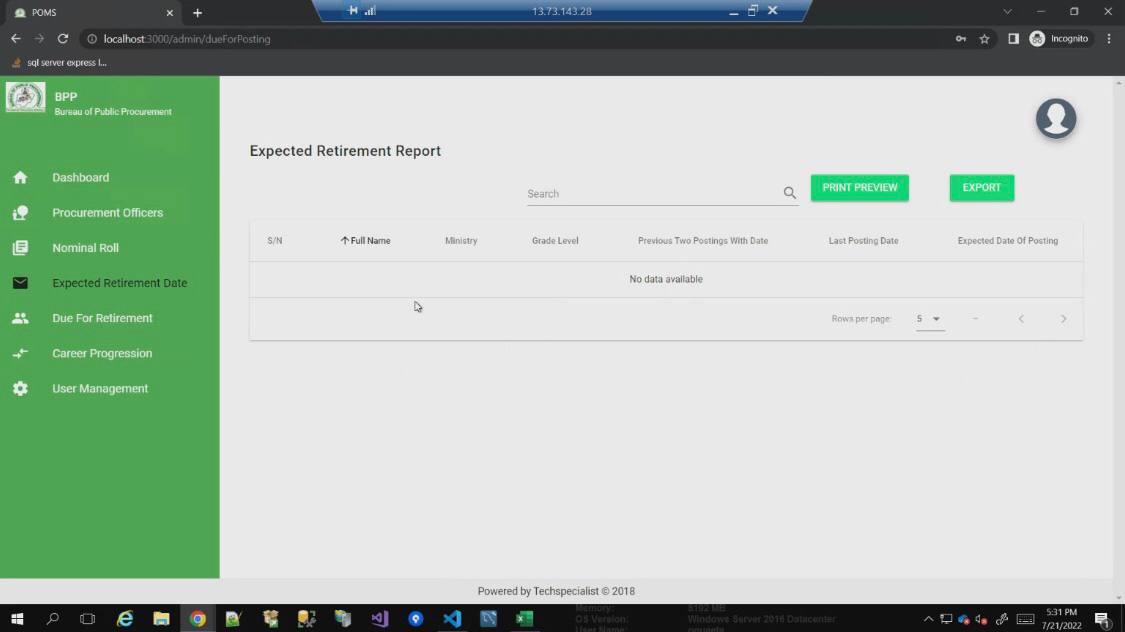 POMS
13.73.143.28
localhost:3000/admin/dueForPosting
Incognito
sql server express l...
BPP
Bureau of Public Procurement
Dashboard
Procurement Officers
Nominal Roll
Expected Retirement Date
Due For Retirement
Career Progression
User Management
Expected Retirement Report
Search
PRINT PREVIEW
EXPORT
S/N
Full Name
Ministry
Grade Level
Previous Two Postings With Date
Last Posting Date
Expected Date Of Posting
No data available
Rows per page:
5
–
Powered by Techspecialist © 2018
Memory: 8192 MB
OS Version: Windows Server 2016 Datacenter
User Name:
5:31 PM
7/21/2022
1